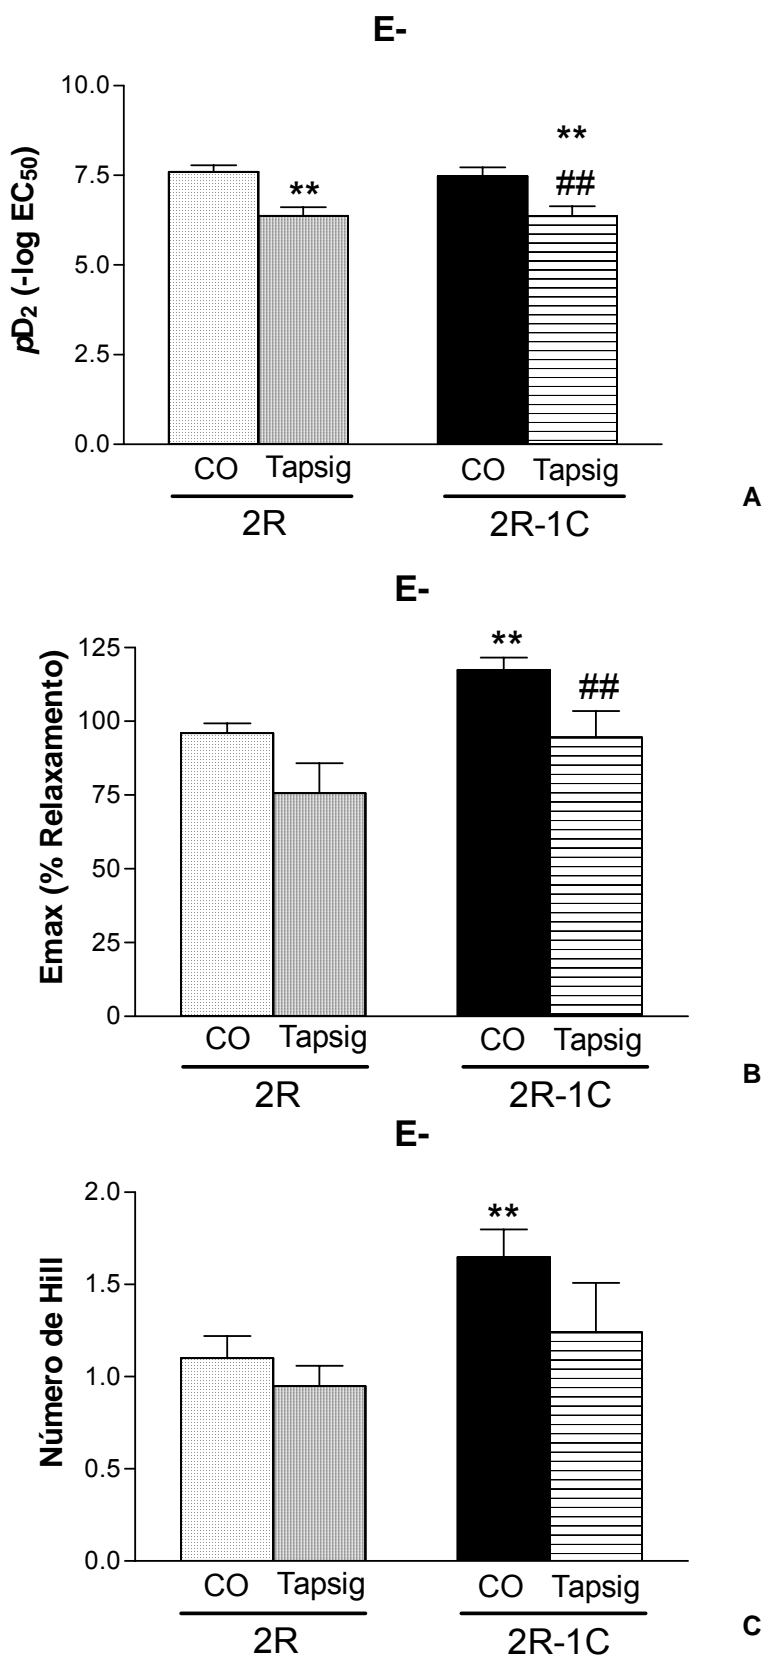 E-
pD2 (-log EC50)
10.0
7.5
5.0
2.5
0.0
**
**
##
CO Tapsig CO Tapsig
2R 2R-1C
A
E-
Emax (% Relaxamento)
125
100
75
50
25
0
**
##
CO Tapsig CO Tapsig
2R 2R-1C
B
E-
Número de Hill
2.0
1.5
1.0
0.5
0.0
**
CO Tapsig CO Tapsig
2R 2R-1C
C